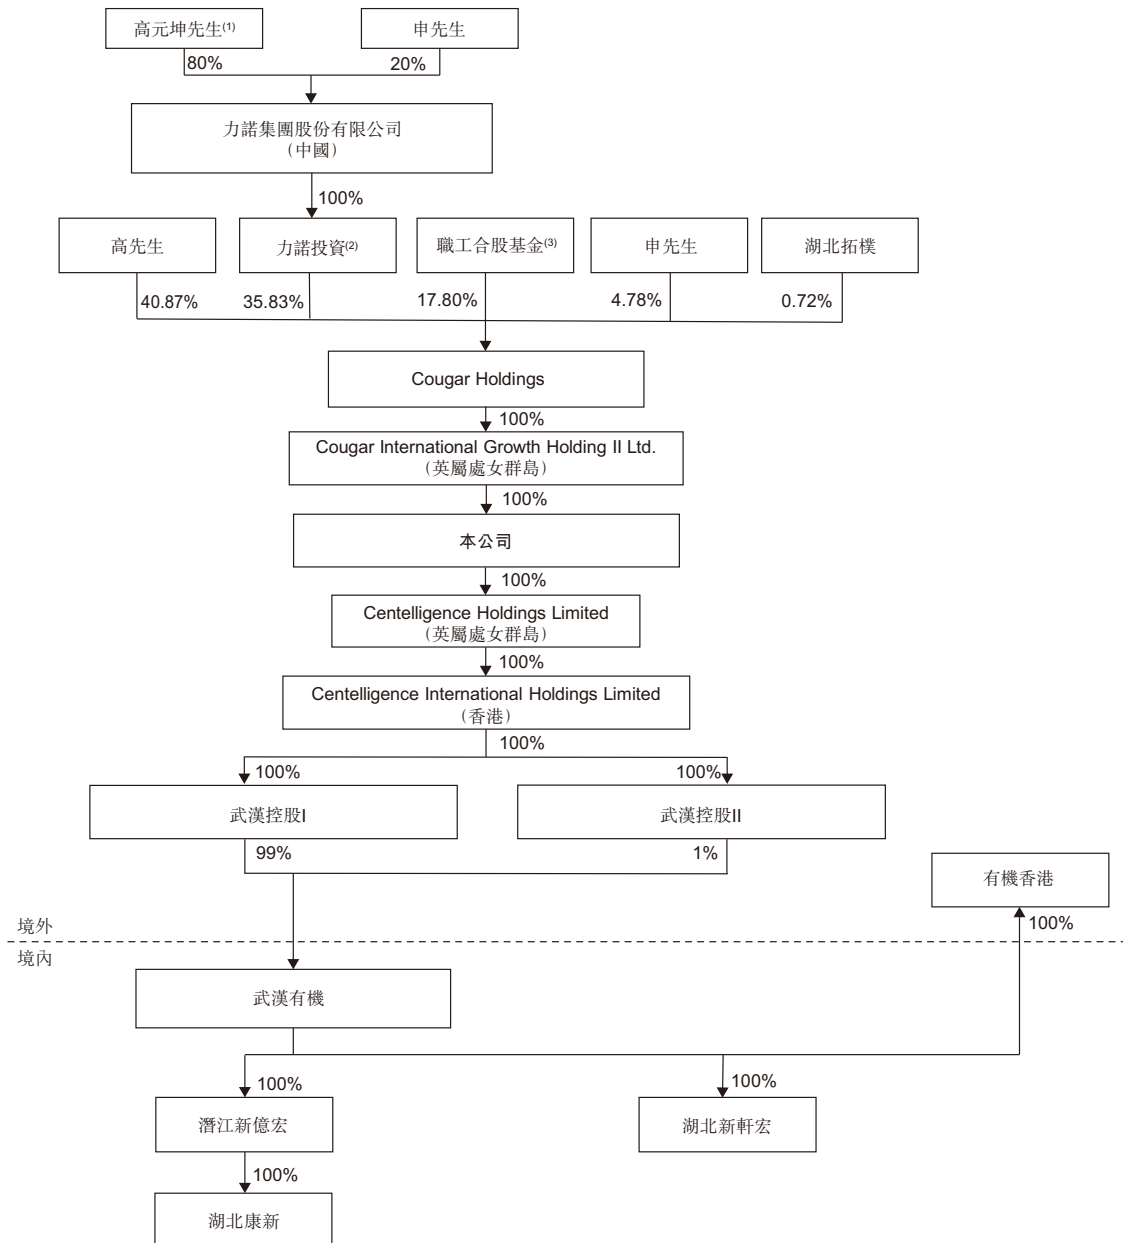 高元坤先生(1)
申先生
80%
20%
力諾集團股份有限公司
（中國）
100%
高先生
力諾投資(2)
職工合股基金(3)
申先生
湖北拓樸
40.87%
35.83%
17.80%
4.78%
0.72%
Cougar Holdings
100%
Cougar International Growth Holding II Ltd.
（英屬處女群島）
100%
本公司
100%
Centelligence Holdings Limited
（英屬處女群島）
100%
Centelligence International Holdings Limited
（香港）
100%
100%
100%
武漢控股I
武漢控股II
99%
1%
有機香港
境外
100%
境內
武漢有機
100%
100%
潛江新億宏
湖北新軒宏
100%
湖北康新